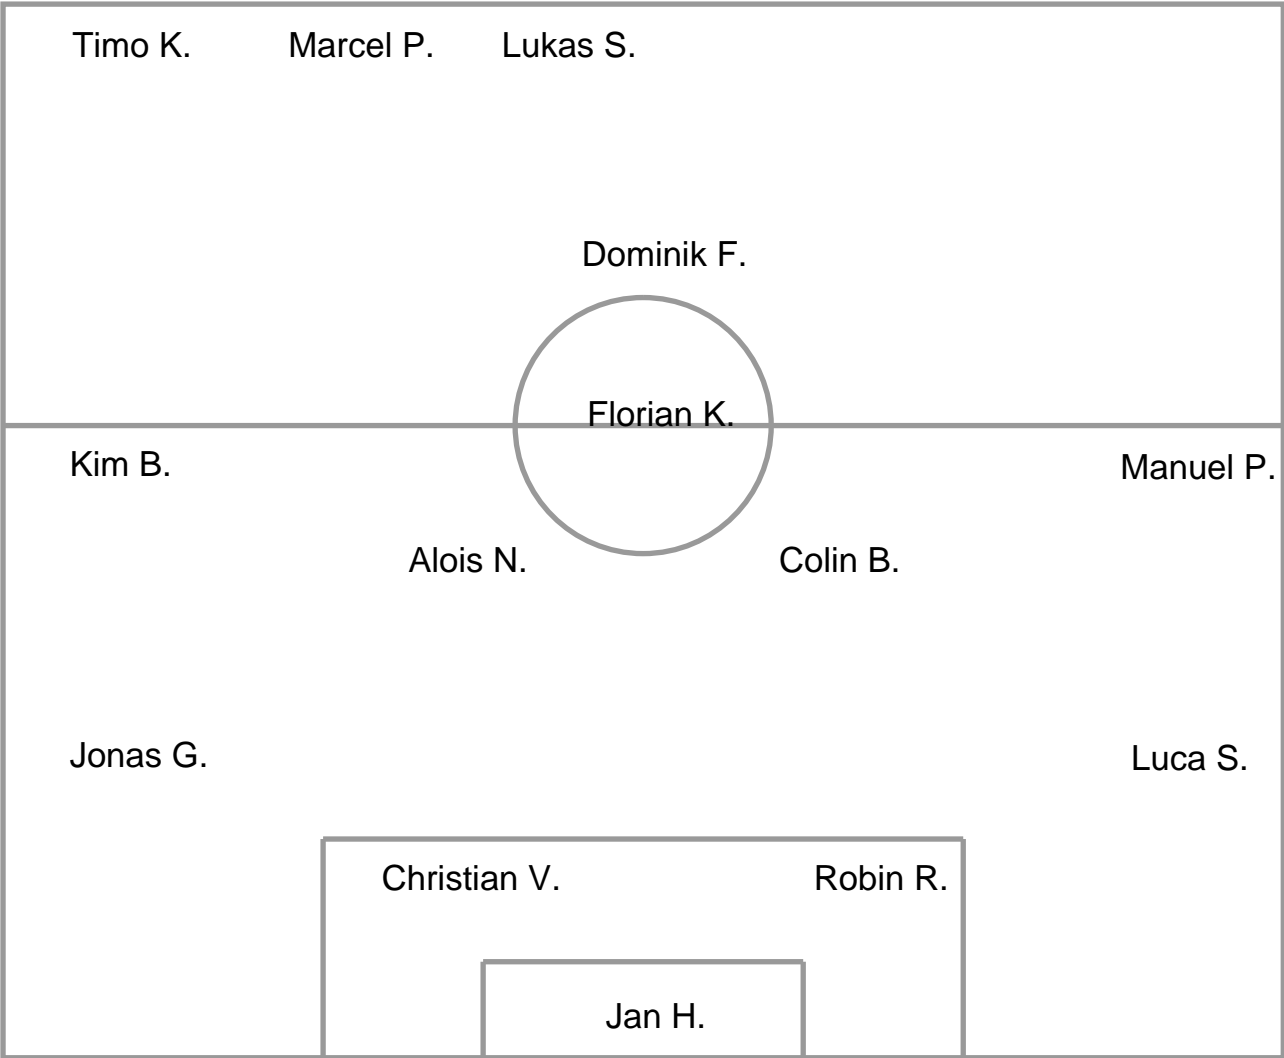 Timo K. Marcel P. Lukas S.
Dominik F.
Florian K.
Kim B. Manuel P.
Alois N. Colin B.
Jonas G. Luca S.
Christian V. Robin R.
Jan H.